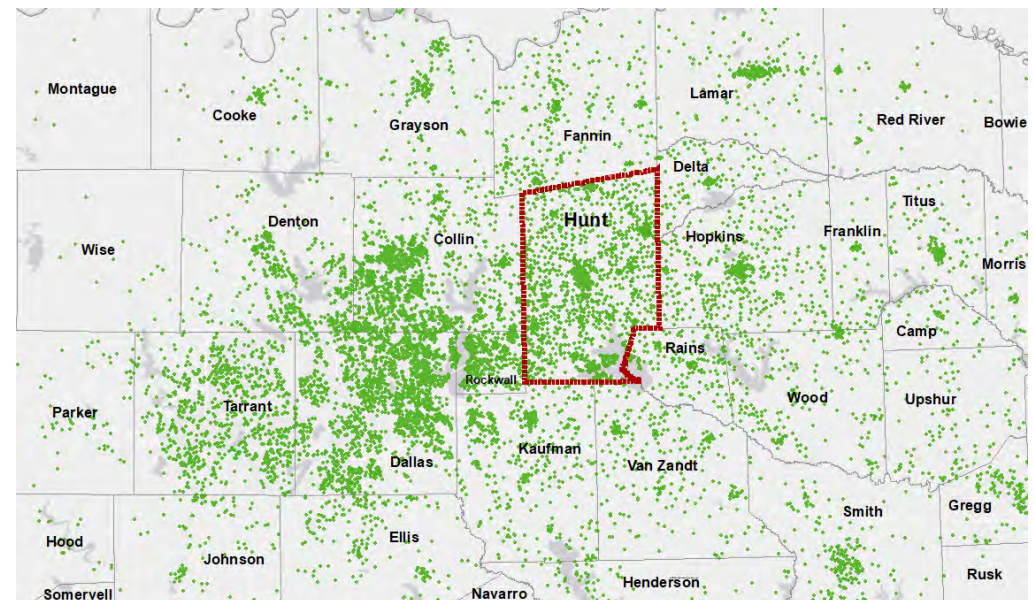 Montague
Cooke
Grayson
Fannin
Lamar
Red River
Bowie
Wise
Denton
Collin
Hunt
Delta
Hopkins
Franklin
Titus
Morris
Parker
Tarrant
Dallas
Rockwall
Kaufman
Rains
Van Zandt
Wood
Camp
Upshur
Hood
Somervell
Johnson
Ellis
Navarro
Henderson
Smith
Gregg
Rusk